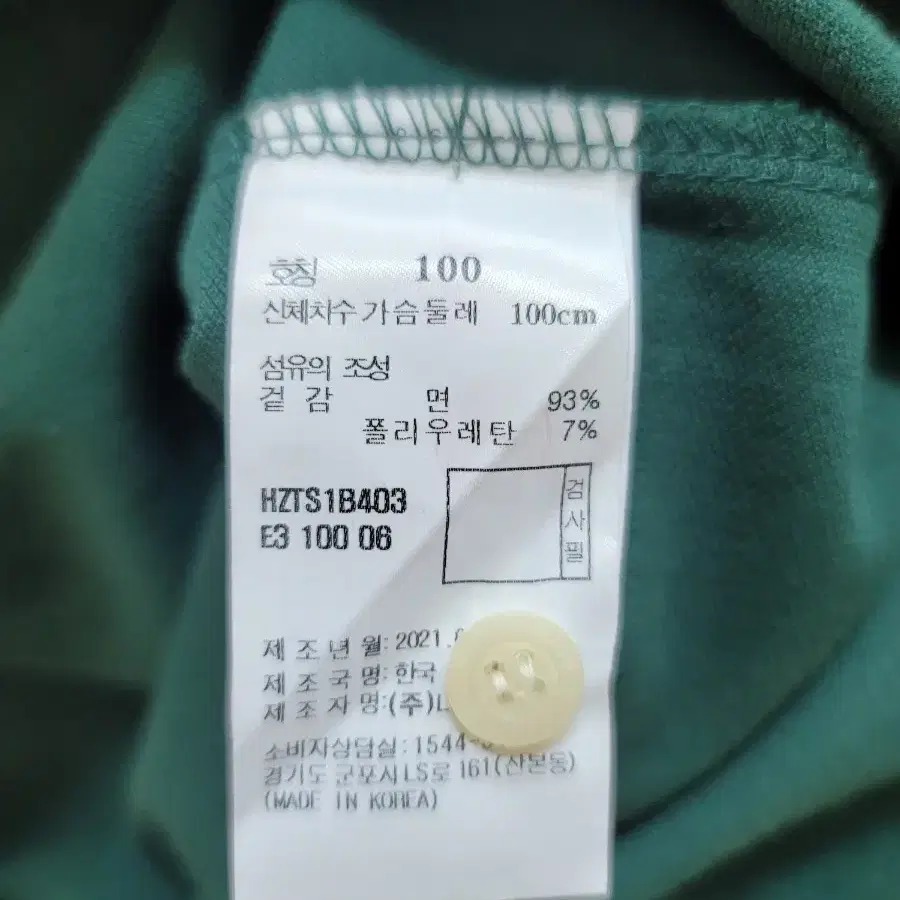 호칭 100
신체치수 가슴둘레 100cm
섬유의 조성
겉 감 면 93%
폴리우레탄 7%
HZTS1B403
E3 100 06
검사필
제 조 년 월: 2021.
제 조 국 명: 한국
제 조 자 명:(주)
소비자상담실: 1544-
경기도 군포시LS로 161(산본동)
(MADE IN KOREA)